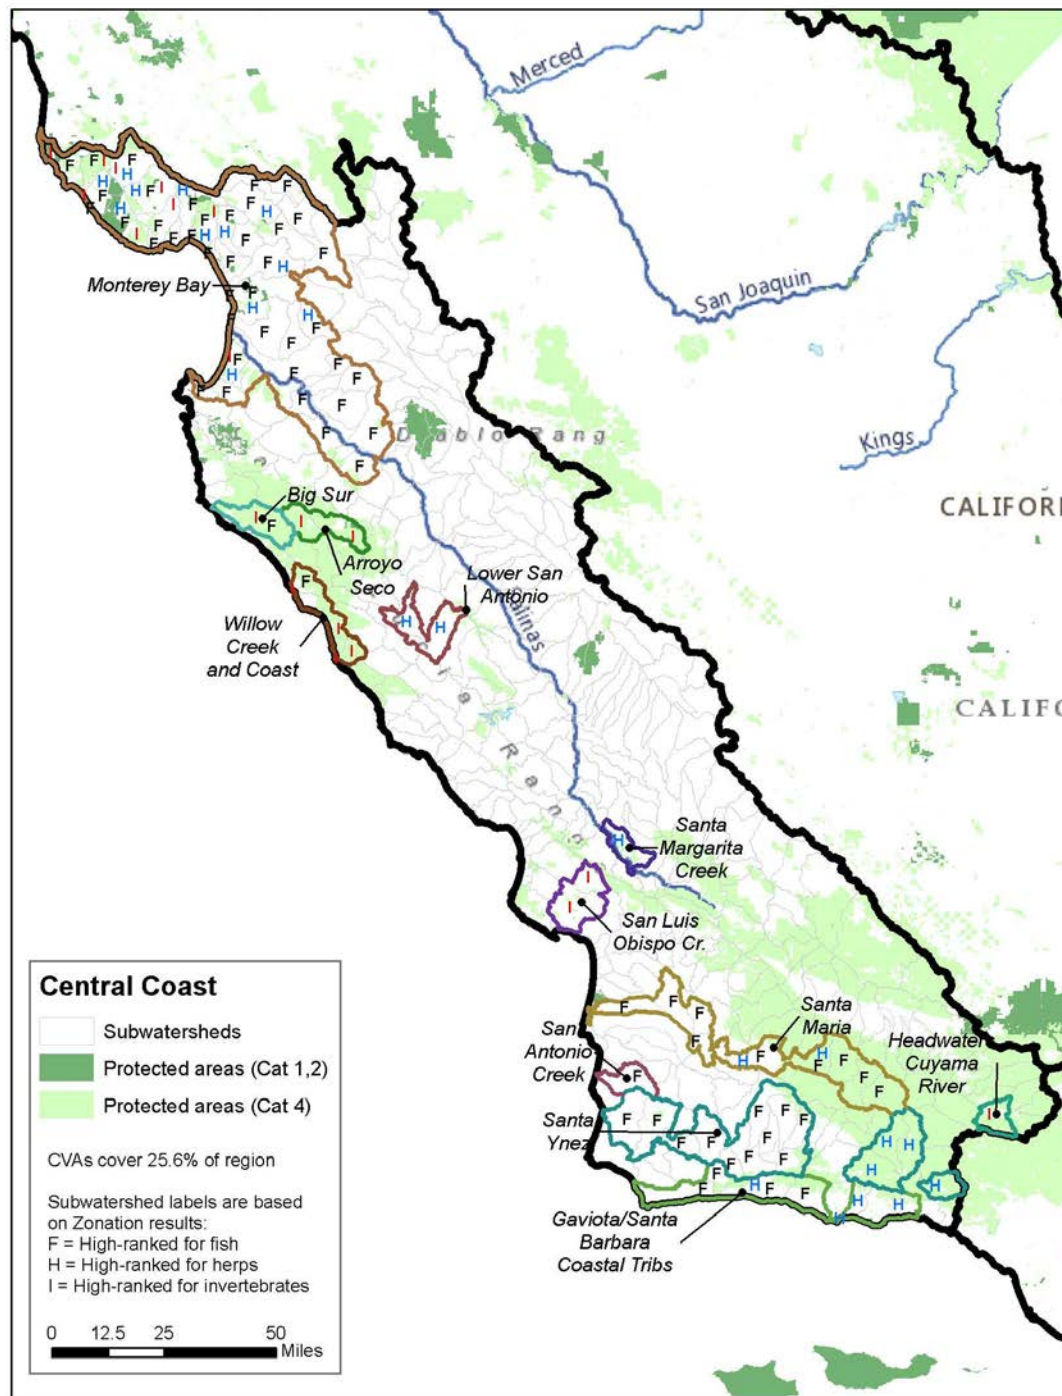 Merced
San Joaquin
Kings
Monterey Bay
Diablo Rang
CALIFORI
Big Sur
Arroyo
Seco
Lower San
Antonio
Salinas
Willow
Creek
and Coast
CALIFO
c i a R a n g
Santa
Margarita
Creek
San Luis
Obispo Cr.
Santa
Maria
San
Antonio
Creek
Headwater
Cuyama
River
Santa
Ynez
Gaviota/Santa
Barbara
Coastal Tribs
Central Coast
Subwatersheds
Protected areas (Cat 1,2)
Protected areas (Cat 4)
CVAs cover 25.6% of region
Subwatershed labels are based
on Zonation results:
F = High-ranked for fish
H = High-ranked for herps
I = High-ranked for invertebrates
0 12.5 25 50
Miles